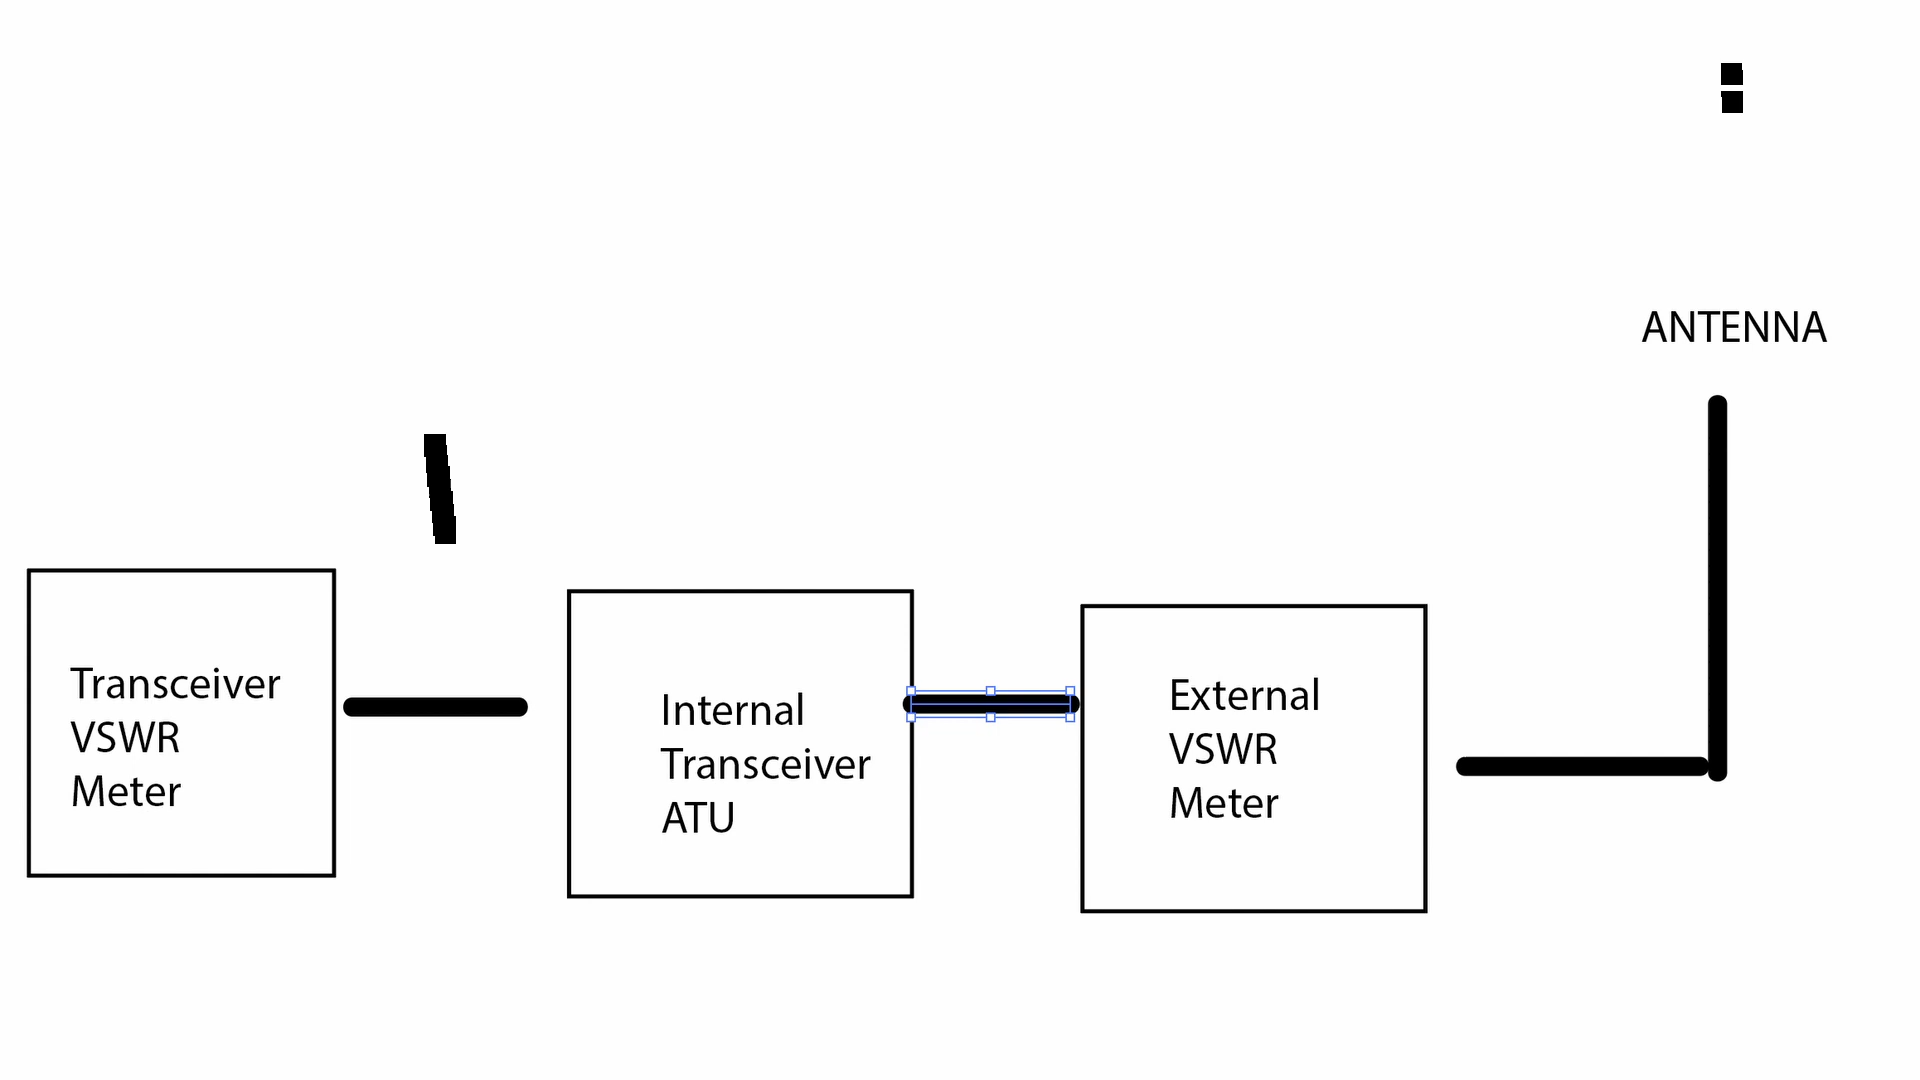 ANTENNA
Transceiver
VSWR
Meter
Internal
Transceiver
ATU
External
VSWR
Meter